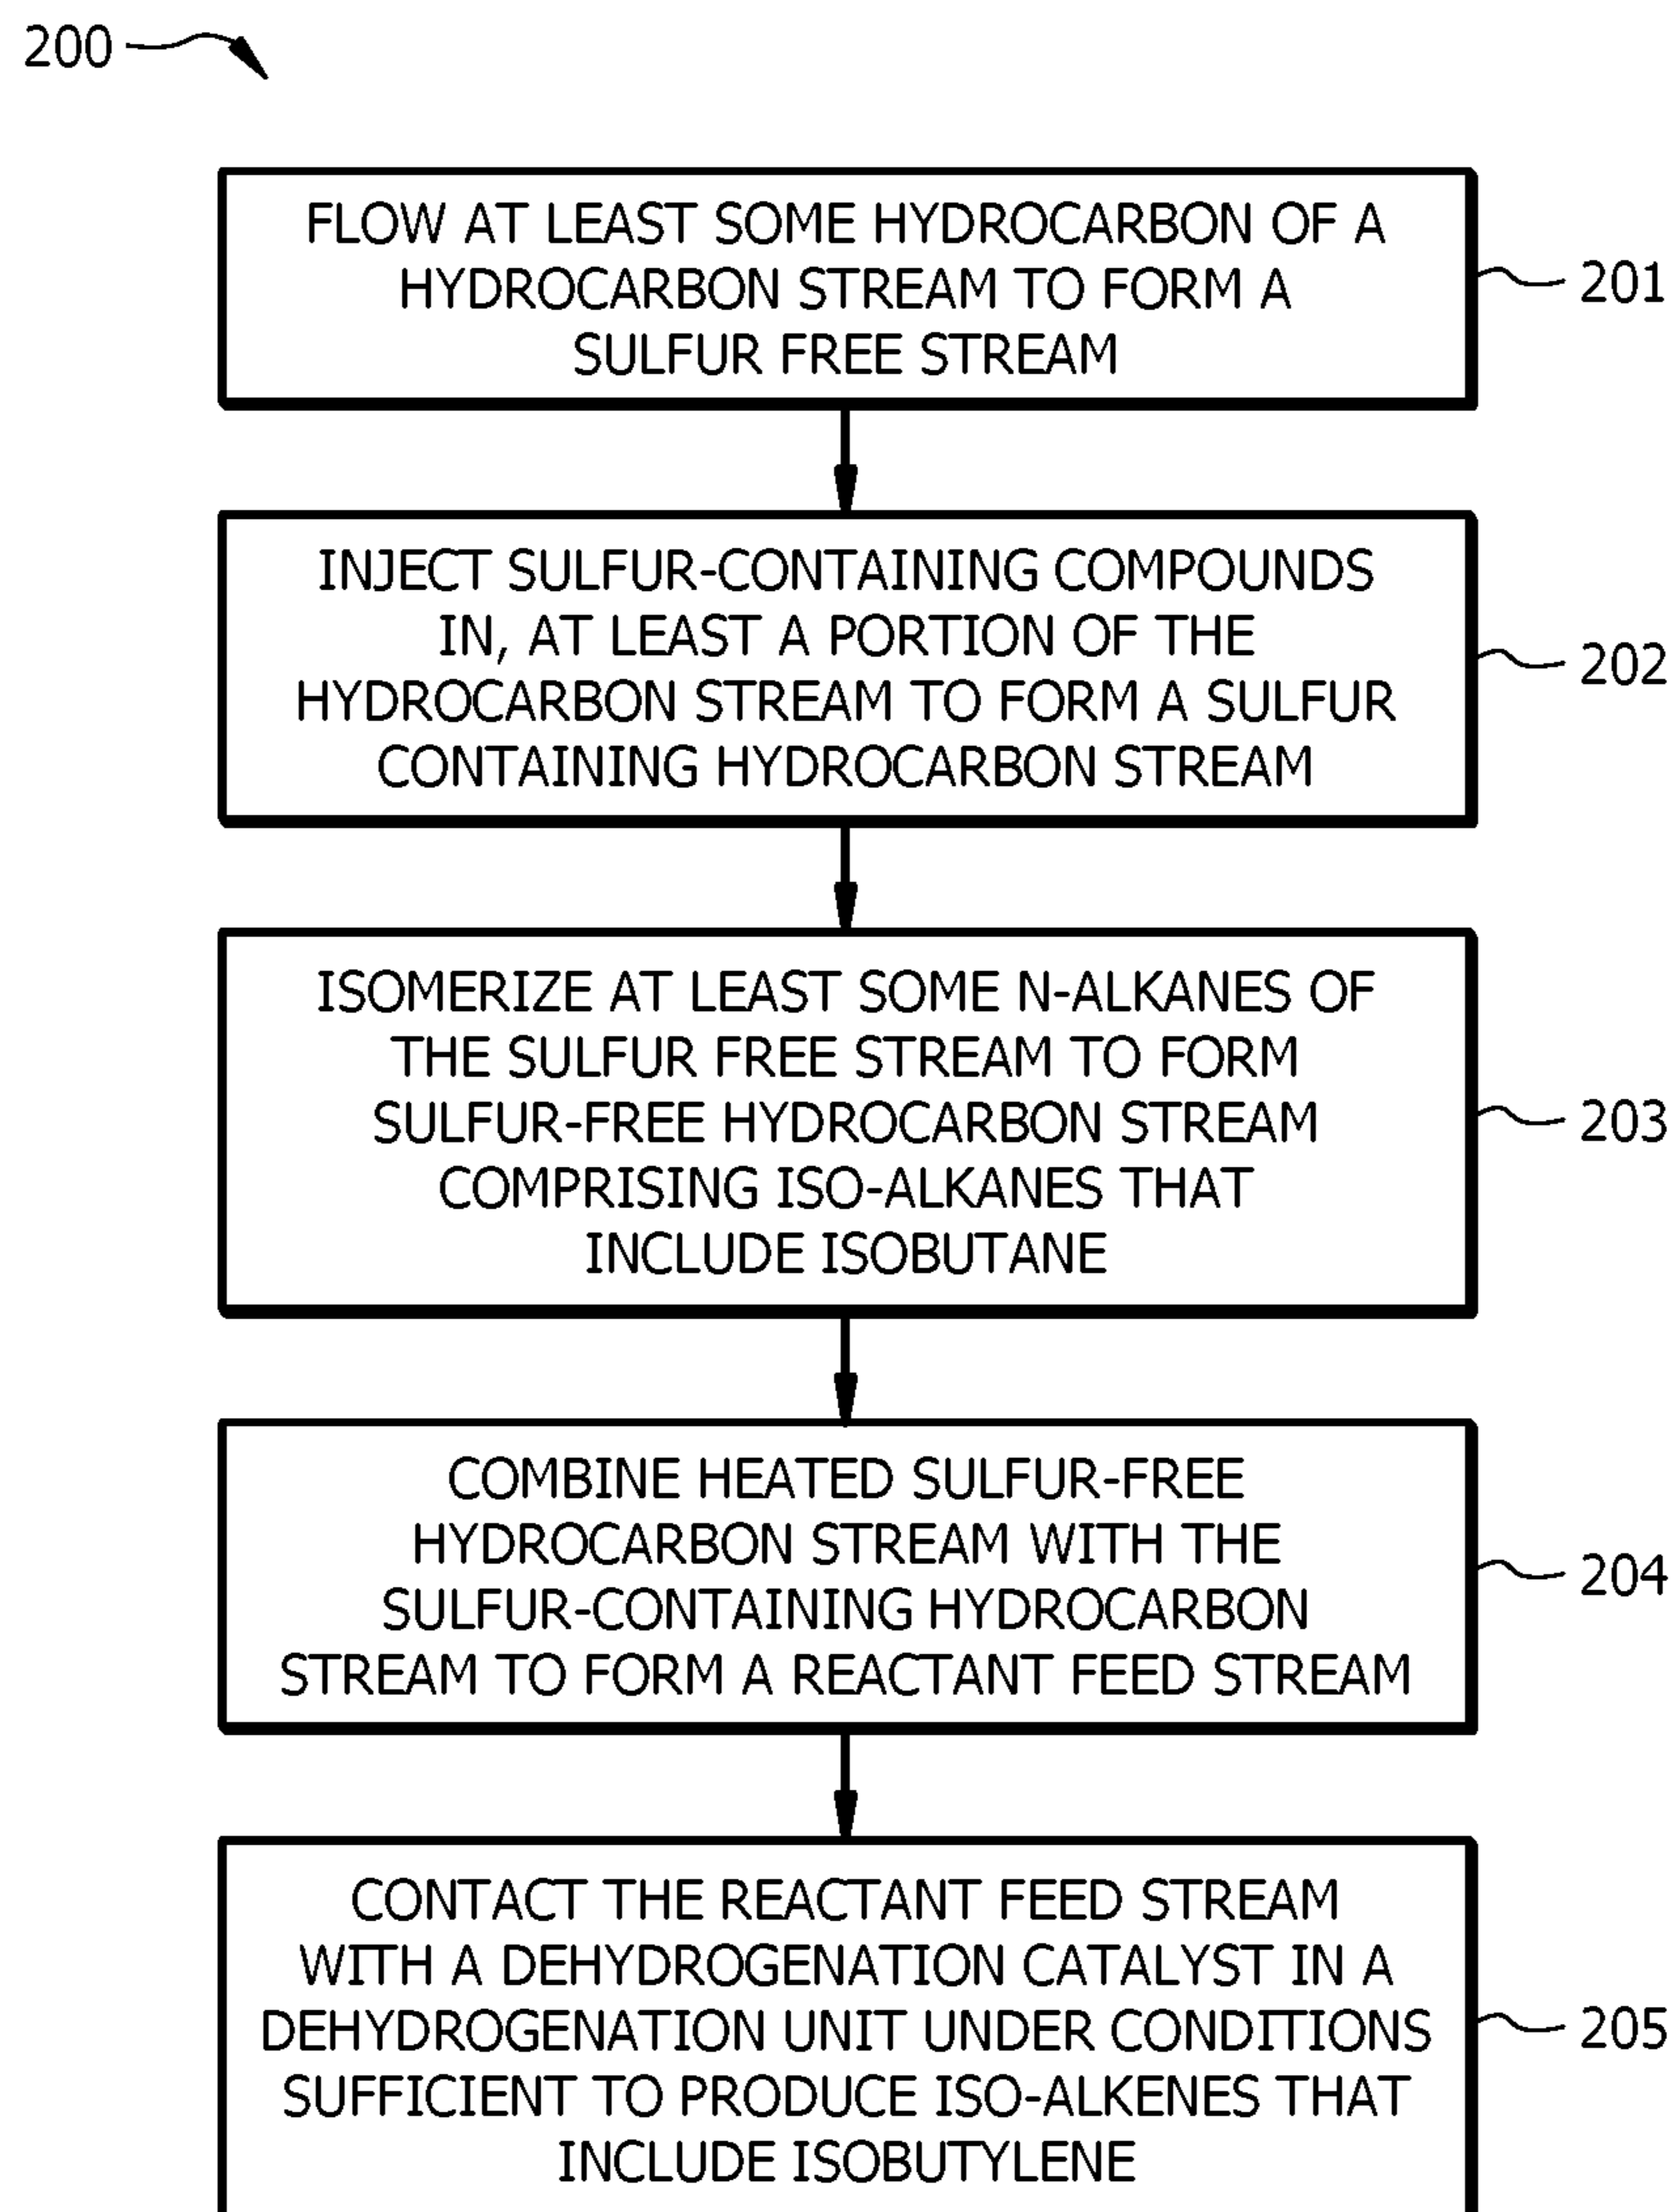 200
FLOW AT LEAST SOME HYDROCARBON OF A
HYDROCARBON STREAM TO FORM A
SULFUR FREE STREAM
201
INJECT SULFUR-CONTAINING COMPOUNDS
IN, AT LEAST A PORTION OF THE
HYDROCARBON STREAM TO FORM A SULFUR
CONTAINING HYDROCARBON STREAM
202
ISOMERIZE AT LEAST SOME N-ALKANES OF
THE SULFUR FREE STREAM TO FORM
SULFUR-FREE HYDROCARBON STREAM
COMPRISING ISO-ALKANES THAT
INCLUDE ISOBUTANE
203
COMBINE HEATED SULFUR-FREE
HYDROCARBON STREAM WITH THE
SULFUR-CONTAINING HYDROCARBON
STREAM TO FORM A REACTANT FEED STREAM
204
CONTACT THE REACTANT FEED STREAM
WITH A DEHYDROGENATION CATALYST IN A
DEHYDROGENATION UNIT UNDER CONDITIONS
SUFFICIENT TO PRODUCE ISO-ALKENES THAT
INCLUDE ISOBUTYLENE
205